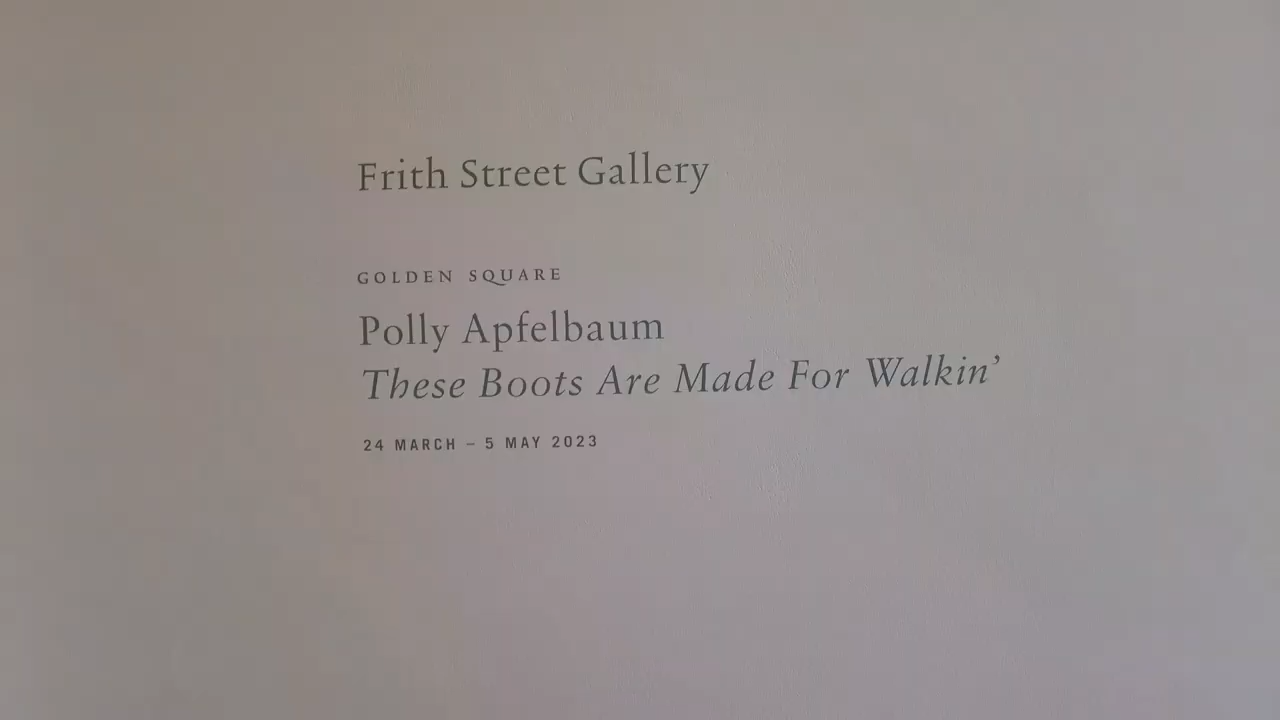 Frith Street Gallery
GOLDEN SQUARE
Polly Apfelbaum
These Boots Are Made For Walkin’
24 MARCH – 5 MAY 2023